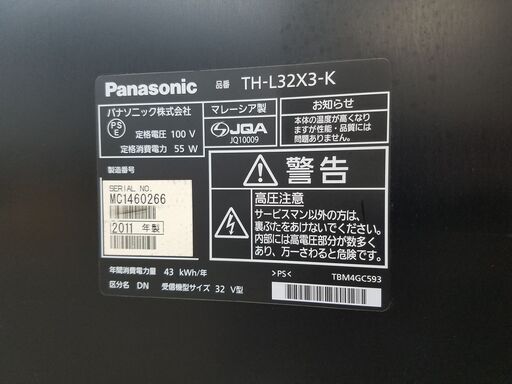 Panasonic 品番 TH-L32X3-K
パナソニック株式会社
PS
E
定格電圧 100 V
定格消費電力 55 W
マレーシア製
JQA
JQ10009
お知らせ
本体の温度が高くなり
ますが性能・品質には
問題ありません。
製造番号
SERIAL NO.
MC1460266
2011 年製
警告
高圧注意
サービスマン以外の方は、
裏ぶたをあけないでください。
内部には高電圧部分が数多く
あり、万一さわると危険です。
年間消費電力量 43 kWh/年
区分名 DN 受信機型サイズ 32 V型
>PS<
TBM4GC593